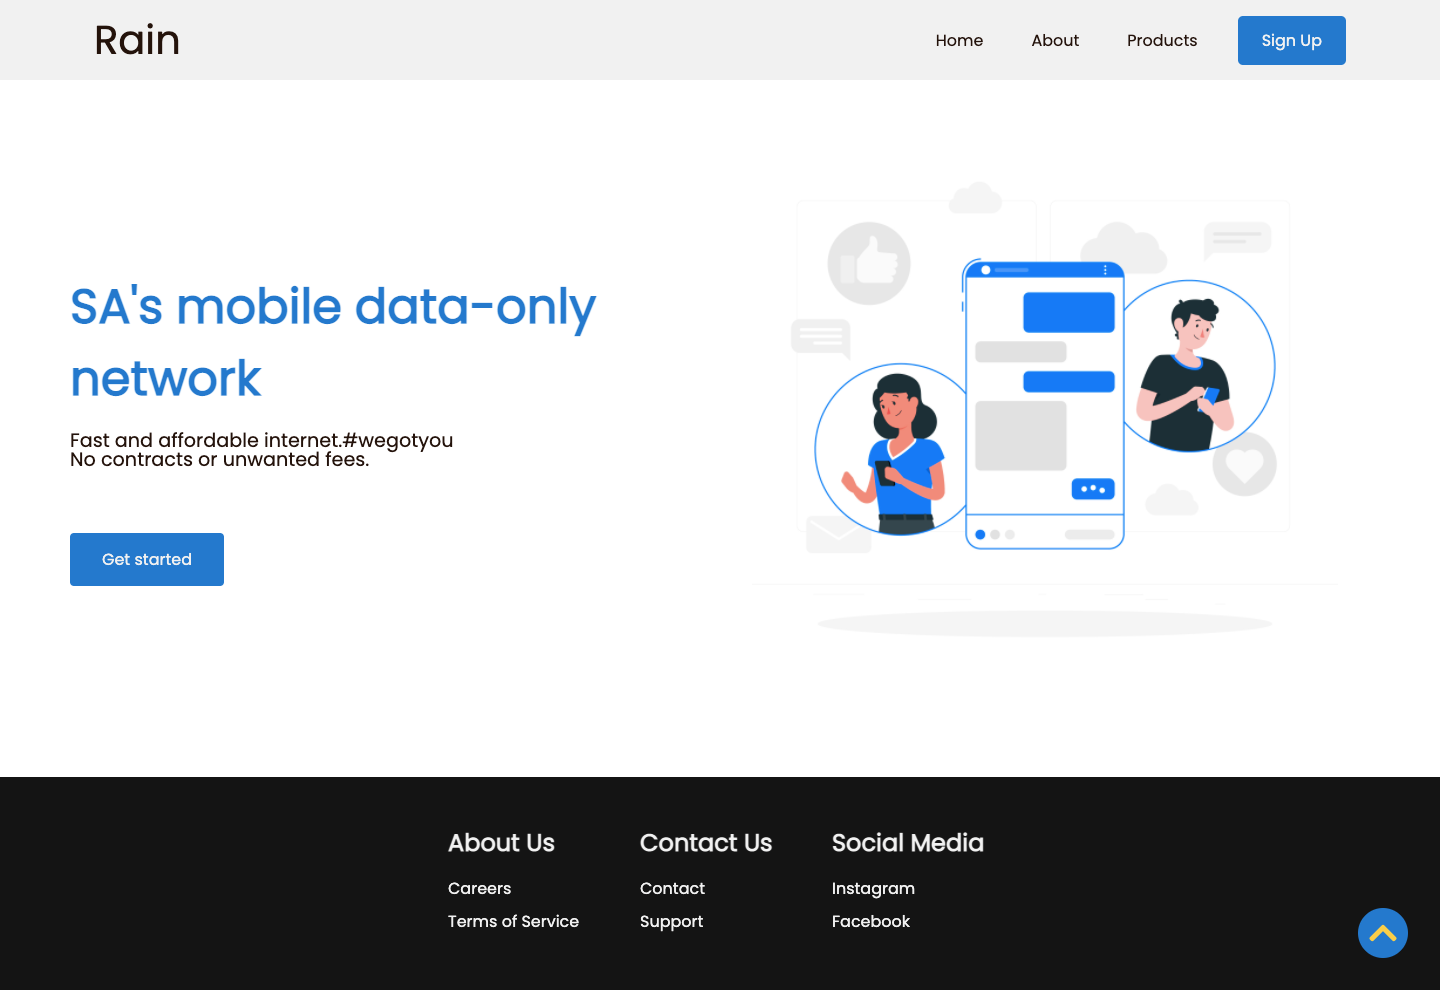 Rain
Home
About
Products
Sign Up
SA's mobile data-only
network
Fast and affordable internet.#wegotyou
No contracts or unwanted fees.
Get started
About Us
Careers
Terms of Service
Contact Us
Contact
Support
Social Media
Instagram
Facebook